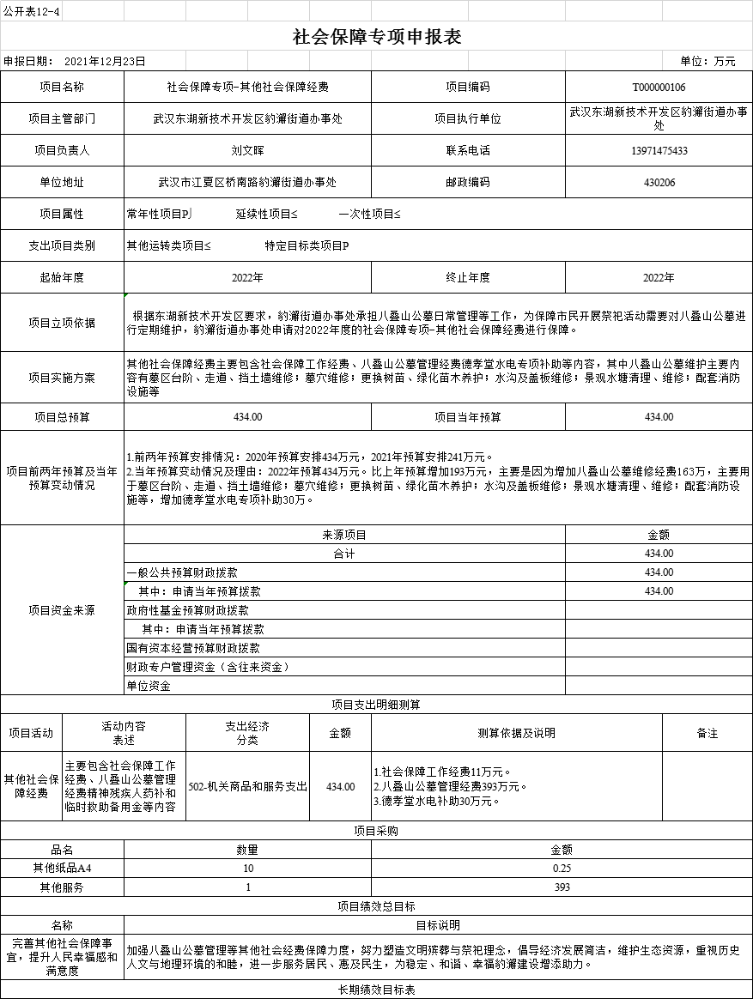 公开表12-4
社会保障专项申报表
申报日期： 2021年12月23日 单位：万元
项目名称 社会保障专项-其他社会保障经费 项目编码 T000000106
项目主管部门 武汉东湖新技术开发区豹澥街道办事处 项目执行单位 武汉东湖新技术开发区豹澥街道办事
处
项目负责人 刘文晖 联系电话 13971475433
单位地址 武汉市江夏区桥南路豹澥街道办事处 邮政编码 430206
项目属性 常年性项目P⌡ 延续性项目≤ 一次性项目≤
支出项目类别 其他运转类项目≤ 特定目标类项目P
起始年度 2022年 终止年度 2022年
项目立项依据
根据东湖新技术开发区要求，豹澥街道办事处承担八叠山公墓日常管理等工作，为保障市民开展祭祀活动需要对八叠山公墓进
行定期维护，豹澥街道办事处申请对2022年度的社会保障专项-其他社会保障经费进行保障。
项目实施方案
其他社会保障经费主要包含社会保障工作经费、八叠山公墓管理经费德孝堂水电专项补助等内容，其中八叠山公墓维护主要内
容有墓区台阶、走道、挡土墙维修；墓穴维修；更换树苗、绿化苗木养护；水沟及盖板维修；景观水塘清理、维修；配套消防
设施等
项目总预算 434.00 项目当年预算 434.00
项目前两年预算及当年
预算变动情况
1.前两年预算安排情况：2020年预算安排434万元，2021年预算安排241万元。
2.当年预算变动情况及理由：2022年预算434万元。比上年预算增加193万元，主要是因为增加八叠山公墓维修经费163万，主要用
于墓区台阶、走道、挡土墙维修；墓穴维修；更换树苗、绿化苗木养护；水沟及盖板维修；景观水塘清理、维修；配套消防设
施等，增加德孝堂水电专项补助30万。
项目资金来源
来源项目 金额
合计 434.00
一般公共预算财政拨款 434.00
其中：申请当年预算拨款 434.00
政府性基金预算财政拨款
其中：申请当年预算拨款
国有资本经营预算财政拨款
财政专户管理资金（含往来资金）
单位资金
项目支出明细测算
项目活动 活动内容
表述 支出经济
分类 金额 测算依据及说明 备注
其他社会保
障经费
主要包含社会保障工作
经费、八叠山公墓管理
经费精神残疾人药补和
临时救助备用金等内容
502-机关商品和服务支出 434.00
1.社会保障工作经费11万元。
2.八叠山公墓管理经费393万元。
3.德孝堂水电补助30万元。
项目采购
品名 数量 金额
其他纸品A4 10 0.25
其他服务 1 393
项目绩效总目标
名称 目标说明
完善其他社会保障事
宜，提升人民幸福感和
满意度
加强八叠山公墓管理等其他社会经费保障力度，努力塑造文明殡葬与祭祀理念，倡导经济发展简洁，维护生态资源，重视历史
人文与地理环境的和睦，进一步服务居民、惠及民生，为稳定、和谐、幸福豹澥建设增添助力。
长期绩效目标表